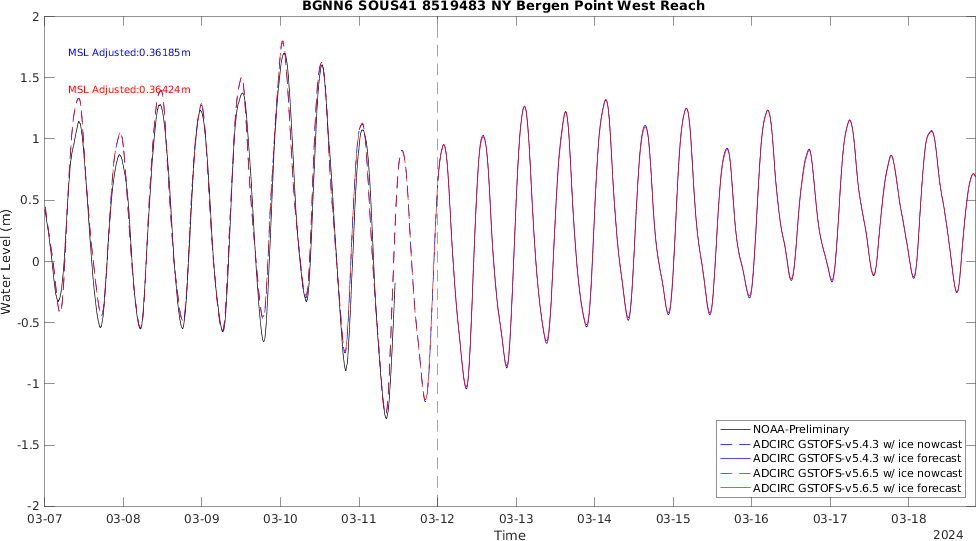 BGNN6 SOUS41 8519483 NY Bergen Point West Reach
MSL Adjusted:0.36185m
MSL Adjusted:0.36424m
Water Level (m)
2
1.5
1
0.5
0
-0.5
-1
-1.5
-2
NOAA-Preliminary
ADCIRC GSTOFS-v5.4.3 w/ ice nowcast
ADCIRC GSTOFS-v5.4.3 w/ ice forecast
ADCIRC GSTOFS-v5.6.5 w/ ice nowcast
ADCIRC GSTOFS-v5.6.5 w/ ice forecast
03-07 03-08 03-09 03-10 03-11 03-12 03-13 03-14 03-15 03-16 03-17 03-18
Time
2024